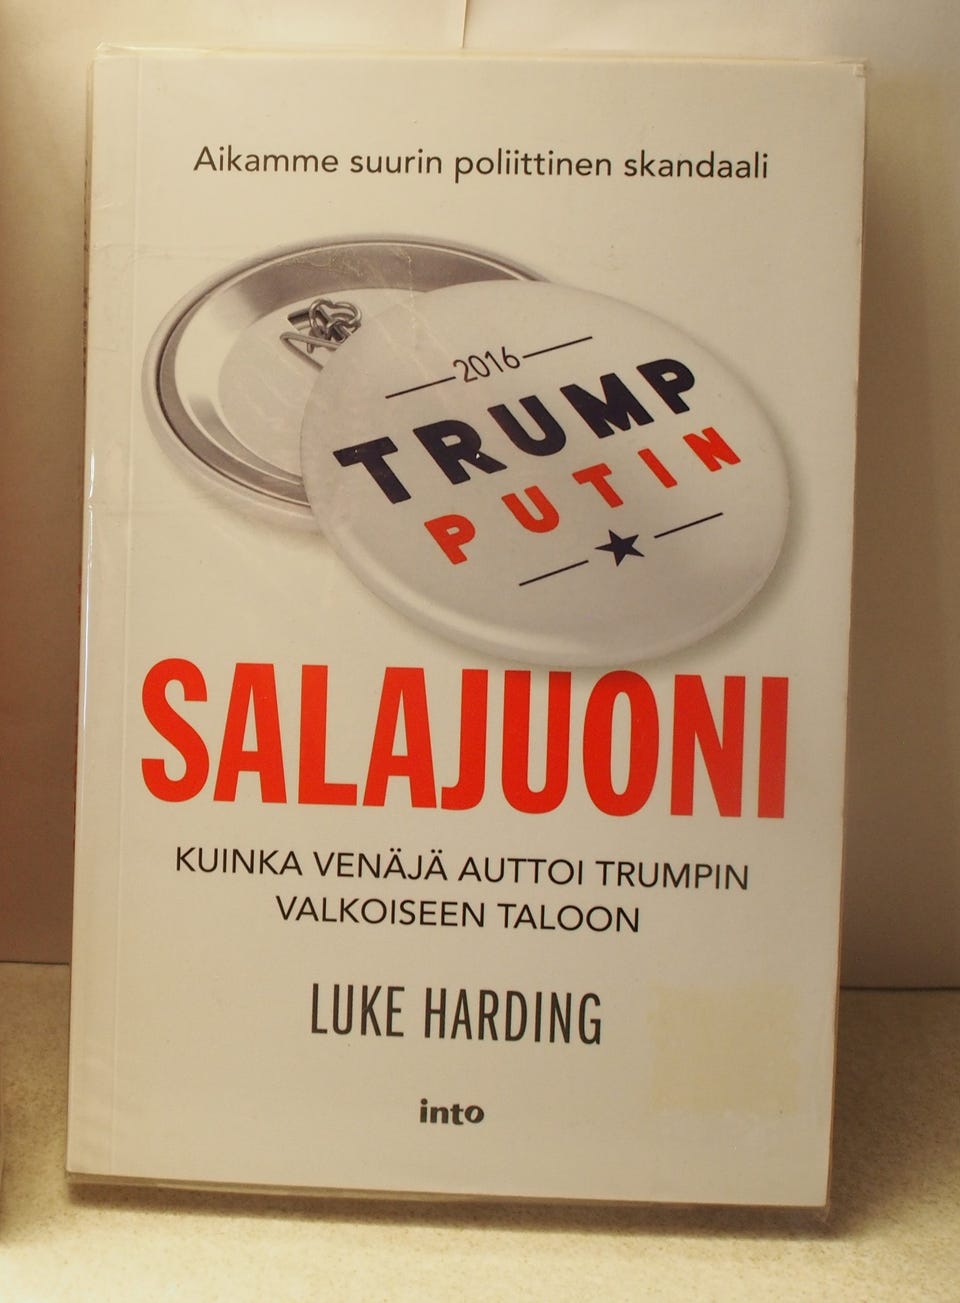 Aikamme suurin poliittinen skandaali
2016
TRUMP
PUTIN
SALAJUONI
KUINKA VENÄJÄ AUTTOI TRUMPIN
VALKOISEEN TALOON
LUKE HARDING
into